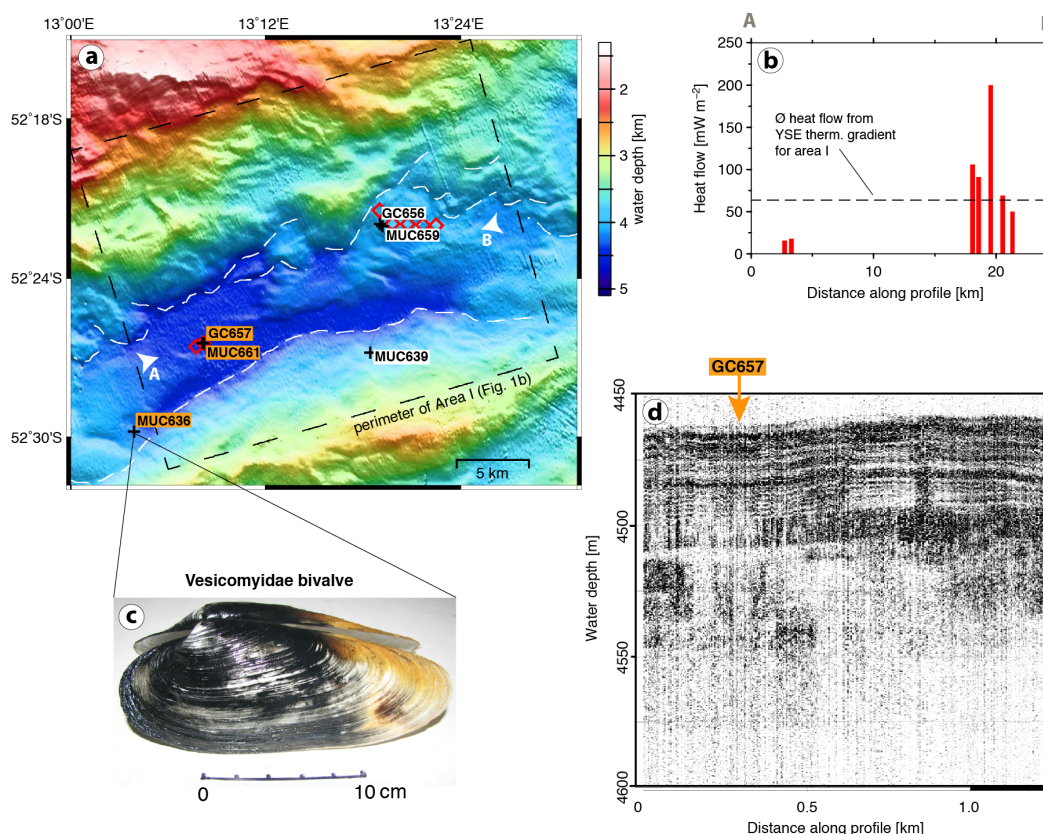 13°00'E
13°12'E
13°24'E
a
52°18'S
52°24'S
52°30'S
GC656
MUC659
B
GC657
MUC661
A
MUC639
MUC636
perimeter of Area I (Fig. 1b)
5 km
2
3
4
5
water depth [km]
A
b
250
200
150
100
50
0
Heat flow [mW m−2]
Ø heat flow from
YSE therm. gradient
for area I
0
10
20
Distance along profile [km]
Vesicomyidae bivalve
c
0
10 cm
GC657
d
4450
4500
4550
4600
Water depth [m]
0
0.5
1.0
Distance along profile [km]